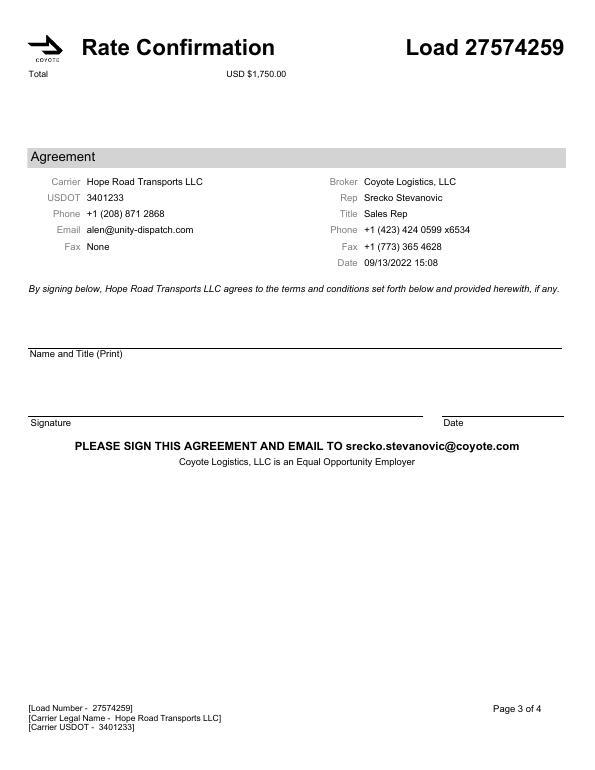 COYOTE
Rate Confirmation
Load 27574259
Total USD $1,750.00
Agreement
Carrier Hope Road Transports LLC
USDOT 3401233
Phone +1 (208) 871 2868
Email alen@unity-dispatch.com
Fax None
Broker Coyote Logistics, LLC
Rep Srecko Stevanovic
Title Sales Rep
Phone +1 (423) 424 0599 x6534
Fax +1 (773) 365 4628
Date 09/13/2022 15:08
By signing below, Hope Road Transports LLC agrees to the terms and conditions set forth below and provided herewith, if any.
Name and Title (Print)
Signature
Date
PLEASE SIGN THIS AGREEMENT AND EMAIL TO srecko.stevanovic@coyote.com
Coyote Logistics, LLC is an Equal Opportunity Employer
[Load Number - 27574259]
[Carrier Legal Name - Hope Road Transports LLC]
[Carrier USDOT - 3401233]
Page 3 of 4